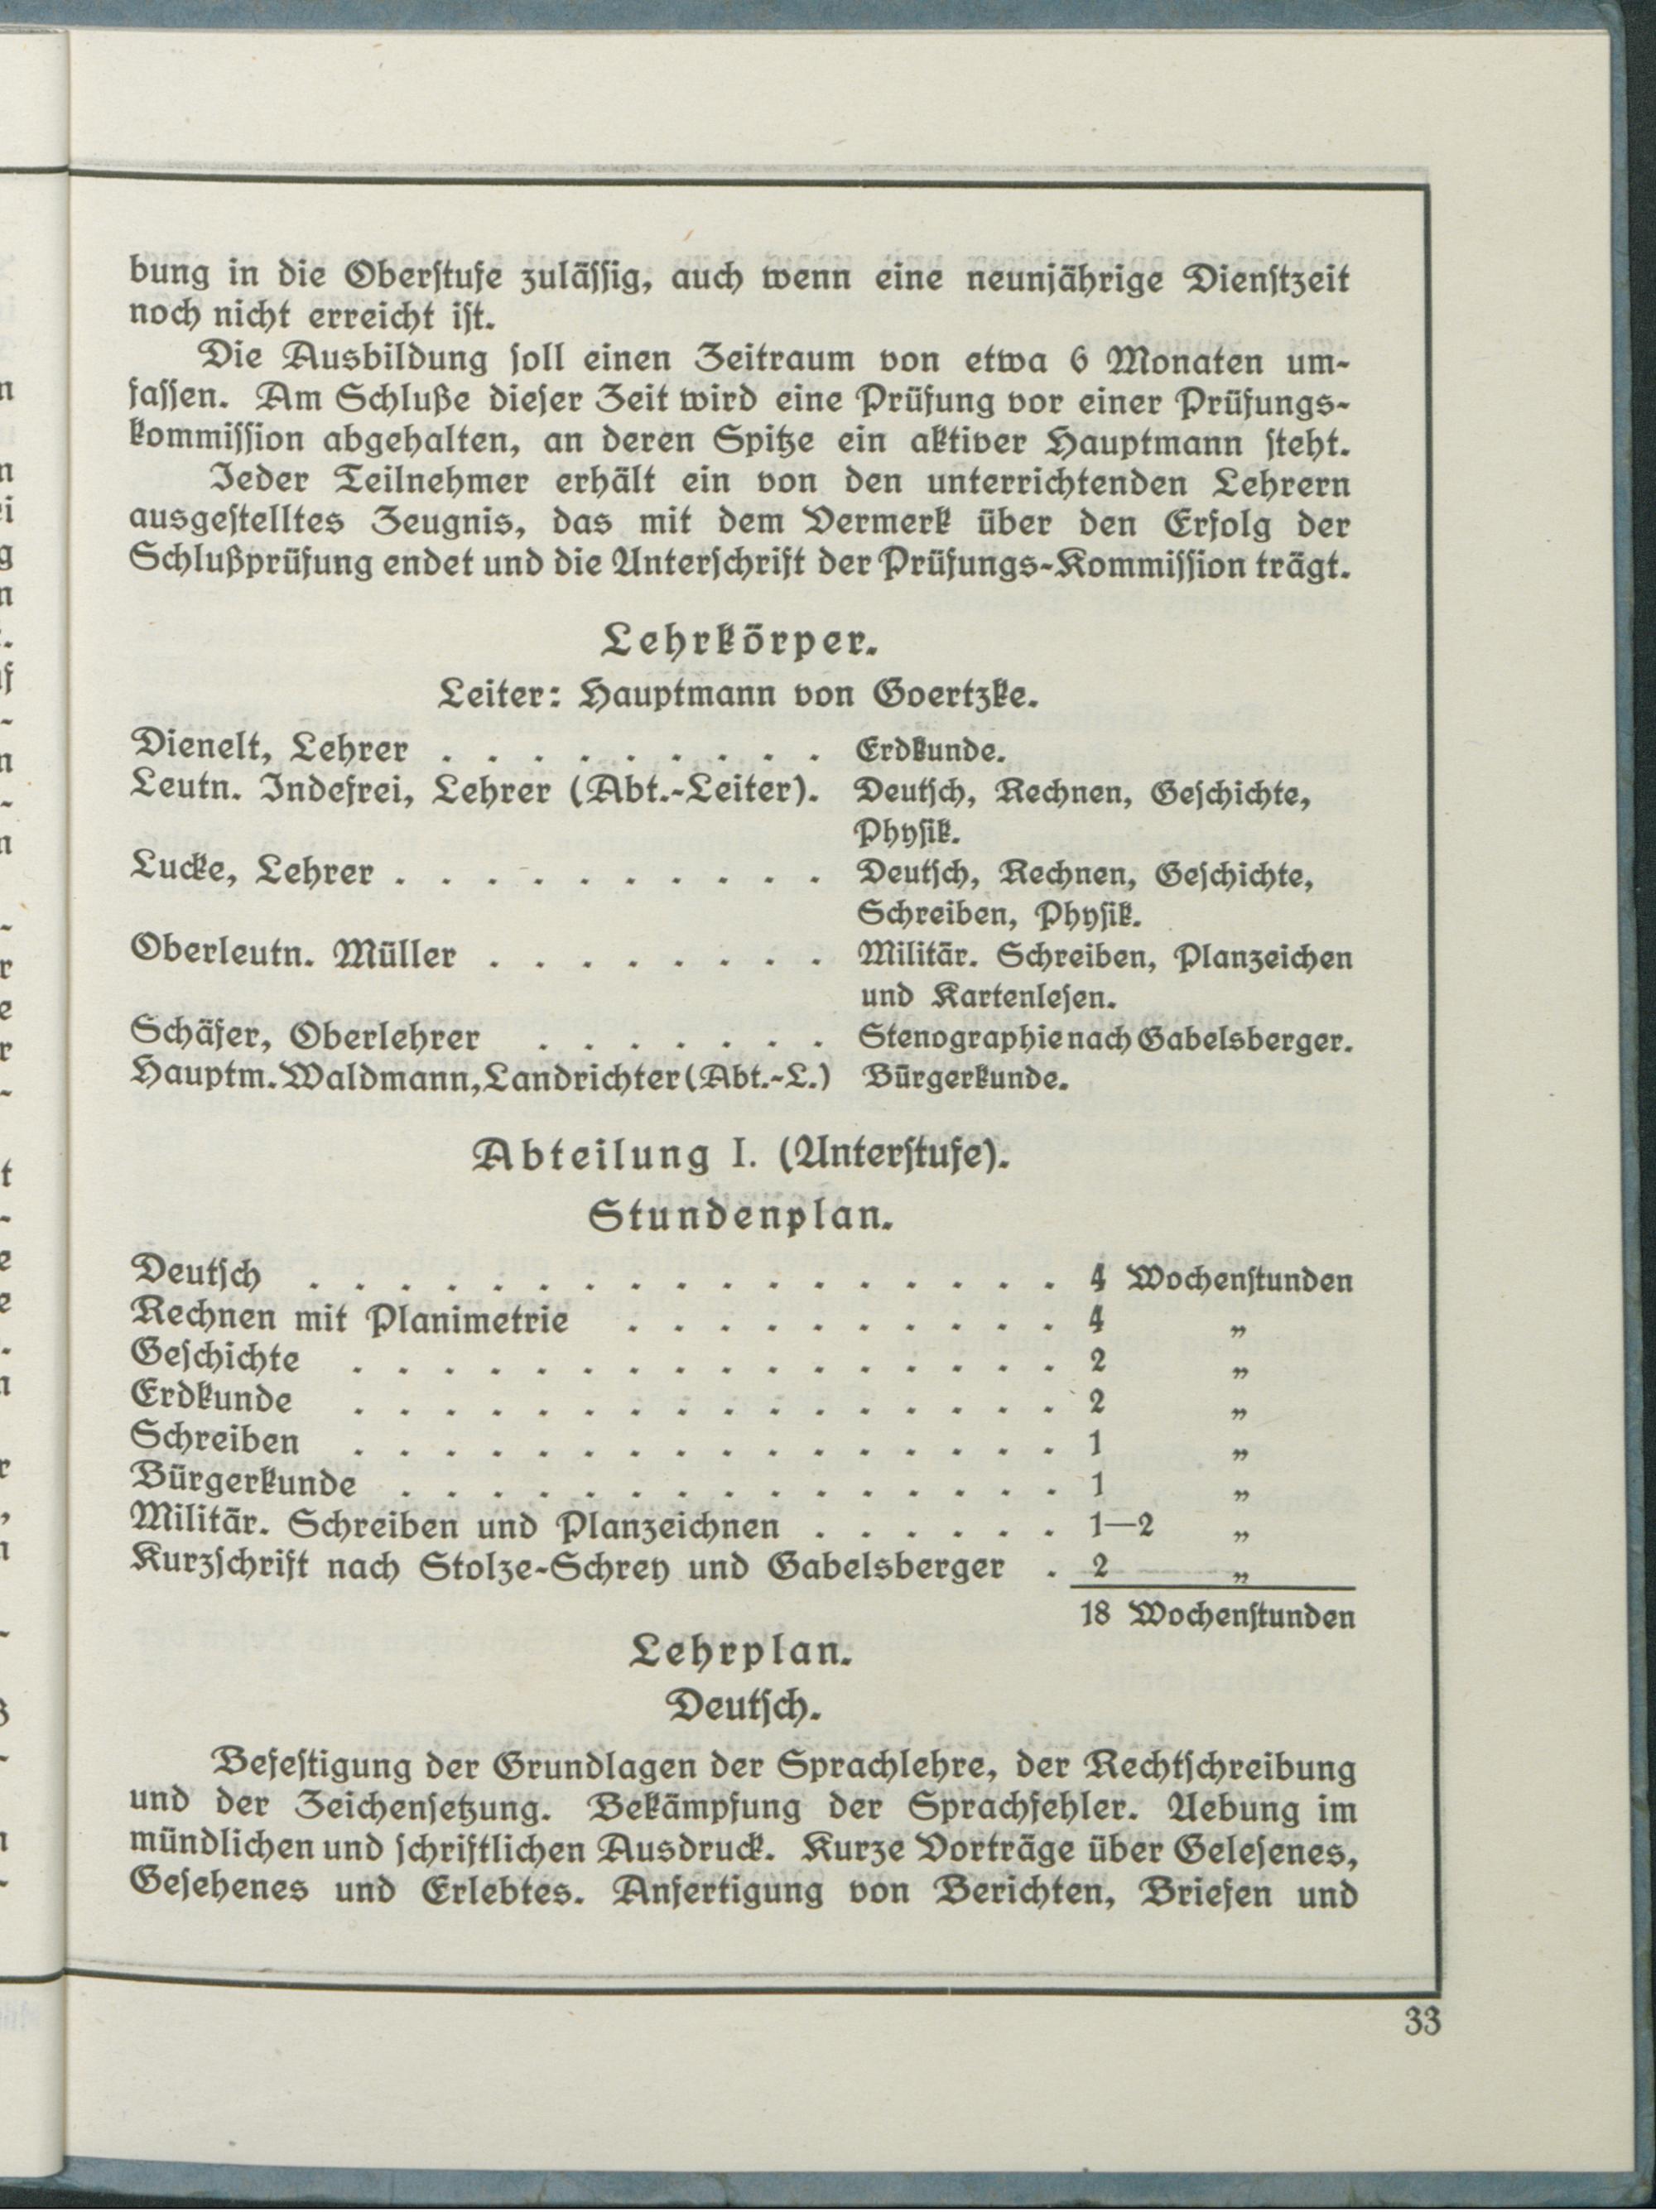 bung in die Oberstufe zulässig, auch wenn eine neunjährige Dienstzeit
noch nicht erreicht ist.
Die Ausbildung soll einen Zeitraum von etwa 6 Monaten um-
fassen. Am Schluße dieser Zeit wird eine Prüfung vor einer Prüfungs-
kommission abgehalten, an deren Spitze ein aktiver Hauptmann steht.
Jeder Teilnehmer erhält ein von den unterrichtenden Lehrern
ausgestelltes Zeugnis, das mit dem Vermerk über den Erfolg der
Schlußprüfung endet und die Unterschrift der Prüfungs-Kommission trägt.
Lehrkörper.
Leiter: Hauptmann von Goertzke.
Dienelt, Lehrer . . . . . . . . . Erdkunde.
Leutn. Indefrei, Lehrer (Abt.-Leiter). Deutsch, Rechnen, Geschichte,
Physik.
Lucke, Lehrer . . . . . . . . . . Deutsch, Rechnen, Geschichte,
Schreiben, Physik.
Oberleutn. Müller . . . . . . . . Militär. Schreiben, Planzeichen
und Kartenlesen.
Schäfer, Oberlehrer . . . . . . . Stenographie nach Gabelsberger.
Hauptm. Waldmann, Landrichter (Abt.-L.) Bürgerkunde.
Abteilung I. (Unterstufe).
Stundenplan.
Deutsch . . . . . . . . . . . . . . . . . 4 Wochenstunden
Rechnen mit Planimetrie . . . . . . . . . . 4 „
Geschichte . . . . . . . . . . . . . . . . 2 „
Erdkunde . . . . . . . . . . . . . . . . 2 „
Schreiben . . . . . . . . . . . . . . . . 1 „
Bürgerkunde . . . . . . . . . . . . . . . 1 „
Militär. Schreiben und Planzeichnen . . . . . . 1—2 „
Kurzschrift nach Stolze-Schrey und Gabelsberger . 2 „
18 Wochenstunden
Lehrplan.
Deutsch.
Befestigung der Grundlagen der Sprachlehre, der Rechtschreibung
und der Zeichensetzung. Bekämpfung der Sprachfehler. Uebung im
mündlichen und schriftlichen Ausdruck. Kurze Vorträge über Gelesenes,
Gesehenes und Erlebtes. Anfertigung von Berichten, Briefen und
33